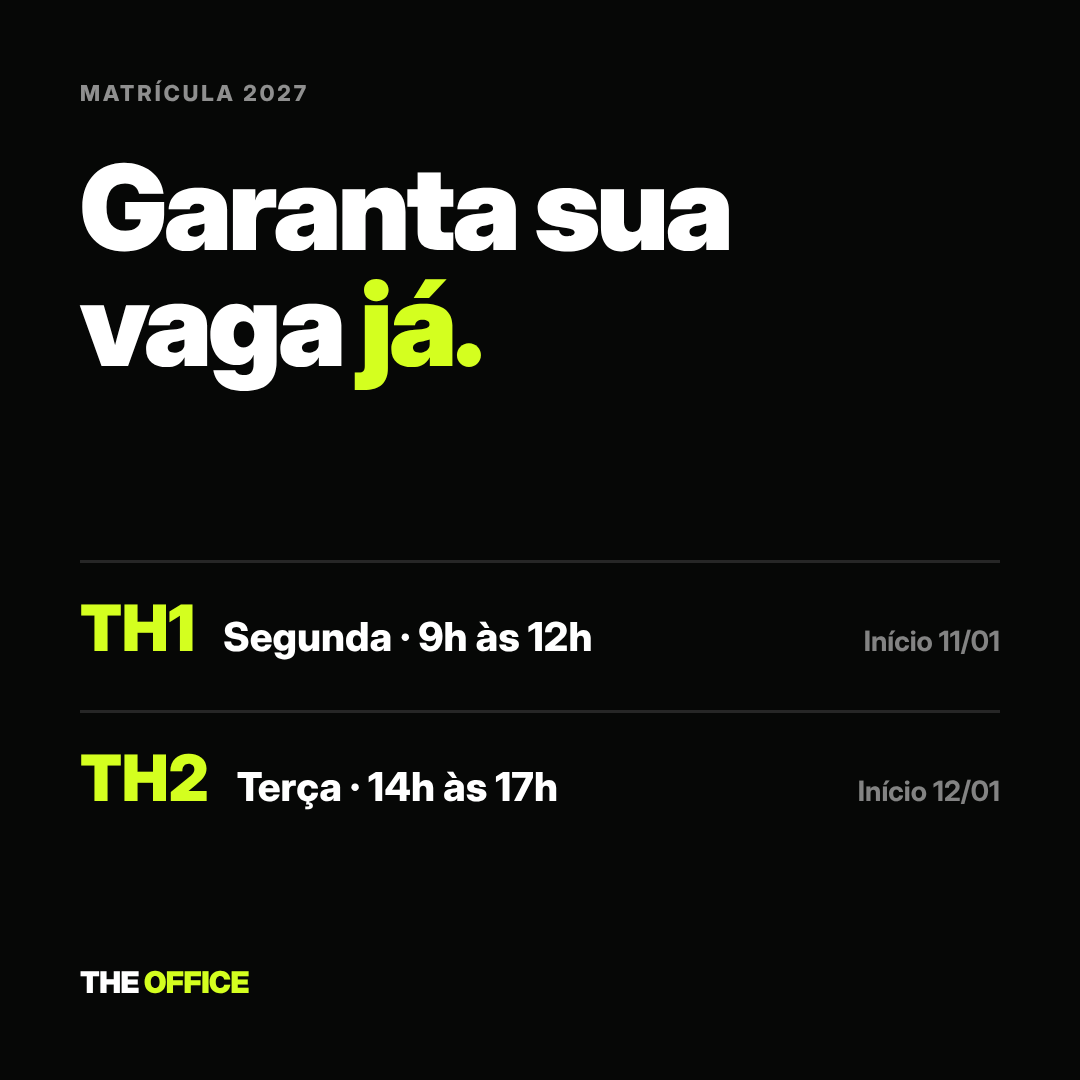 MATRÍCULA 2027
Garanta sua
vaga já.
TH1 Segunda · 9h às 12h Início 11/01
TH2 Terça · 14h às 17h Início 12/01
THE OFFICE